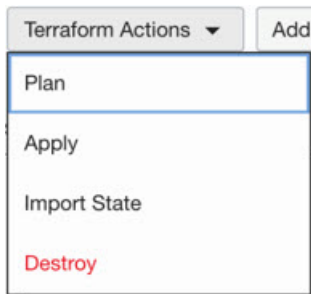 Terraform Actions Add
Plan
Apply
Import State
Destroy